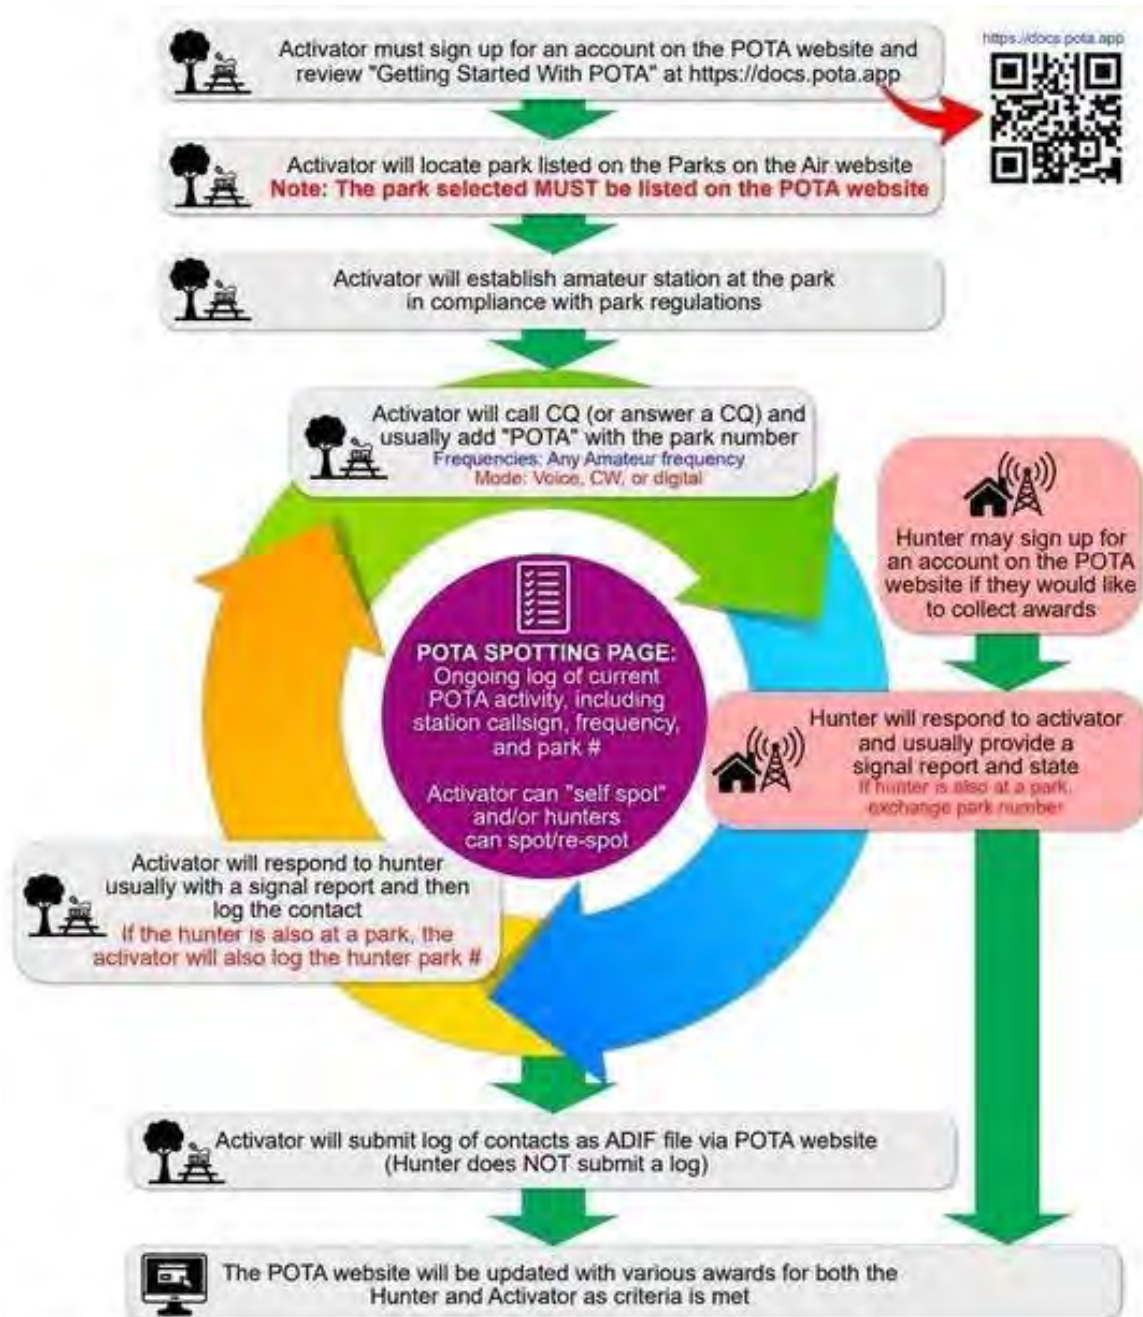 https://docs.pota.app
Activator must sign up for an account on the POTA website and
review "Getting Started With POTA" at https://docs.pota.app
Activator will locate park listed on the Parks on the Air website
Note: The park selected MUST be listed on the POTA website
Activator will establish amateur station at the park
in compliance with park regulations
Activator will call CQ (or answer a CQ) and
usually add "POTA" with the park number
Frequencies: Any Amateur frequency
Mode: Voice, CW, or digital
Hunter may sign up for
an account on the POTA
website if they would like
to collect awards
POTA SPOTTING PAGE:
Ongoing log of current
POTA activity, including
station callsign, frequency,
and park #
Activator can "self spot"
and/or hunters
can spot/re-spot
Hunter will respond to activator
and usually provide a
signal report and state
If hunter is also at a park,
exchange park number
Activator will respond to hunter
usually with a signal report and then
log the contact
If the hunter is also at a park, the
activator will also log the hunter park #
Activator will submit log of contacts as ADIF file via POTA website
(Hunter does NOT submit a log)
The POTA website will be updated with various awards for both the
Hunter and Activator as criteria is met